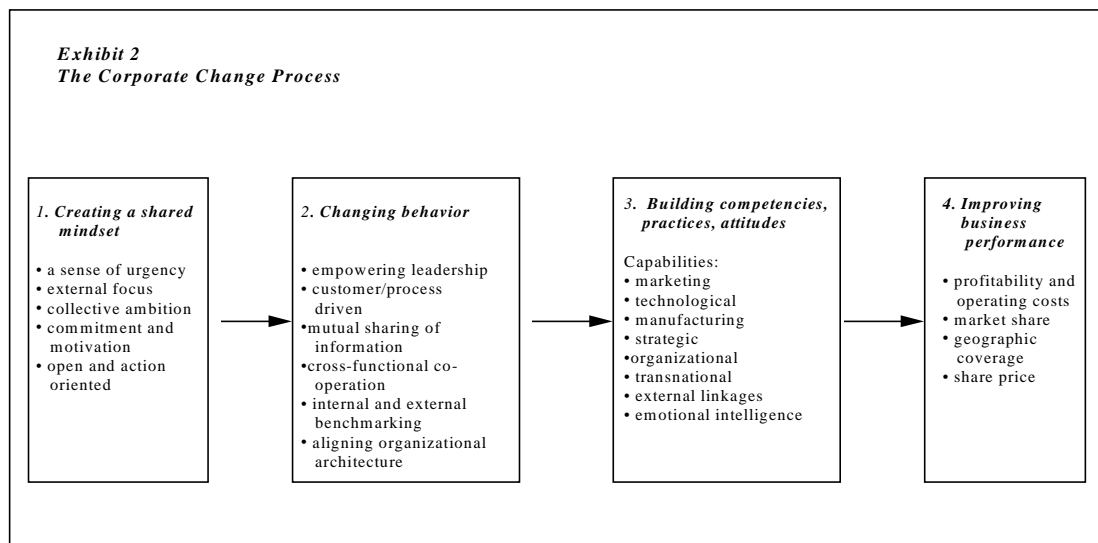 Exhibit 2
The Corporate Change Process
1. Creating a shared
mindset
• a sense of urgency
• external focus
• collective ambition
• commitment and
motivation
• open and action
oriented
2. Changing behavior
• empowering leadership
• customer/process
driven
•mutual sharing of
information
•cross-functional co-
operation
• internal and external
benchmarking
• aligning organizational
architecture
3. Building competencies,
practices, attitudes
Capabilities:
• marketing
• technological
• manufacturing
• strategic
•organizational
• transnational
• external linkages
• emotional intelligence
4. Improving
business
performance
• profitability and
operating costs
• market share
• geographic
coverage
• share price